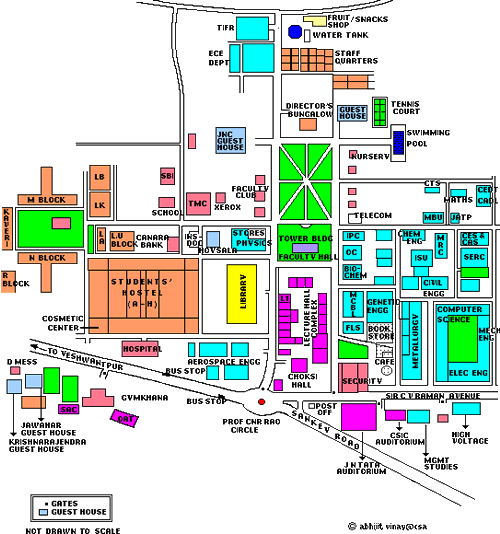 FRUIT/SNACKS
SHOP
TIFR
WATER TANK
ECE
DEPT
STAFF
QUARTERS
DIRECTOR'S
BUNGALOW
GUEST
HOUSE
TENNIS
COURT
JNC
GUEST
HOUSE
SWIMMING
POOL
NURSERY
LB
SBI
FACULTY
CLUB
CTS
CEDT
MATHS
CADL
M BLOCK
LK
TMC
XEROX
SCHOOL
TELECOM
MBU
JATP
KAVERI
L
A
L.U
BLOCK
CANARA
BANK
INS.
DOC
HOYSALA
STORES
PHYSICS
TOWER BLDG
FACULTY HALL
IPC
CHEM
ENG
M
R
C
CES &
CAS
OC
ISU
SERC
N BLOCK
R
BLOCK
STUDENTS'
HOSTEL
(A-H)
LIBRARY
BIO-
CHEM
CIVIL
ENGG
L1
LECTURE HALL
COMPLEX
M
C
B
L
GENETIC
ENGG
COMPUTER
SCIENCE
COSMETIC
CENTER
FLS
BOOK
STORE
METALLURGY
MECH
ENG
TO YESHWANTPUR
HOSPITAL
AEROSPACE ENGG
CAFE
D MESS
BUS STOP
CHOKSI
HALL
SECURITY
ELEC ENG
GYMKHANA
BUS STOP
SIR C V RAMAN AVENUE
SAC
OAT
POST
OFF
PROF CNR RAO
CIRCLE
SANKEY ROAD
JAWAHAR
GUEST HOUSE
KRISHNARAJENDRA
GUEST HOUSE
CSIC
AUDITORIUM
HIGH
VOLTAGE
J N TATA
AUDITORIUM
MGMT
STUDIES
GATES
GUEST HOUSE
NOT DRAWN TO SCALE
© abhijit, vinay@csa